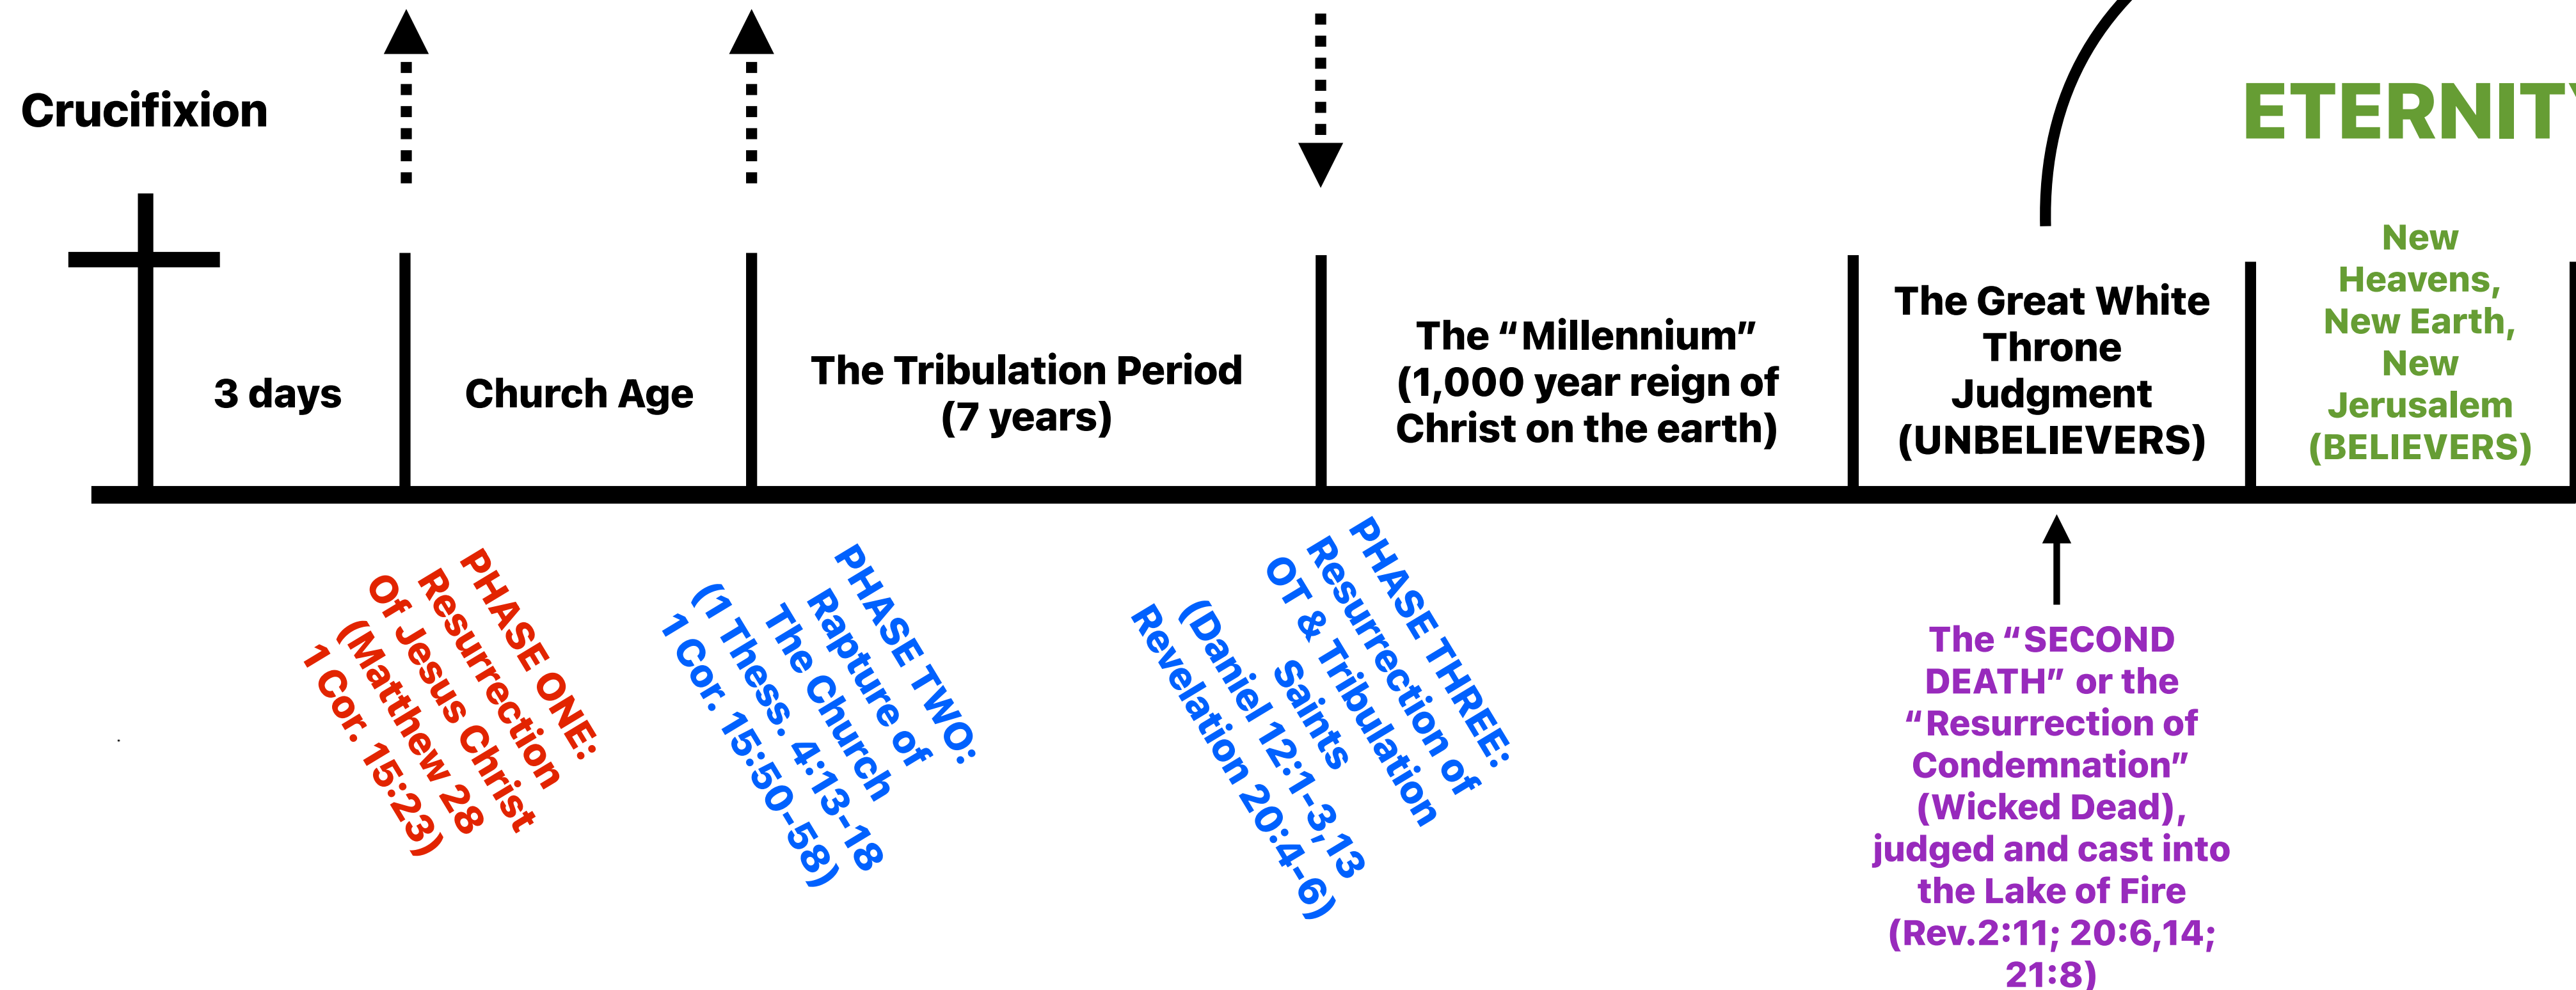 Crucifixion
ETERNITY
3 days
Church Age
The Tribulation Period
(7 years)
The “Millennium”
(1,000 year reign of
Christ on the earth)
The Great White
Throne
Judgment
(UNBELIEVERS)
New
Heavens,
New Earth,
New
Jerusalem
(BELIEVERS)
PHASE ONE:
Resurrection
Of Jesus Christ
(Matthew 28
1 Cor. 15:23)
PHASE TWO:
Rapture of
The Church
(1 Thess. 4:13-18
1 Cor. 15:50-58)
PHASE THREE:
Resurrection of
OT & Tribulation
Saints
(Daniel 12:1-3,13
Revelation 20:4-6)
The “SECOND
DEATH” or the
“Resurrection of
Condemnation”
(Wicked Dead),
judged and cast into
the Lake of Fire
(Rev.2:11; 20:6,14;
21:8)